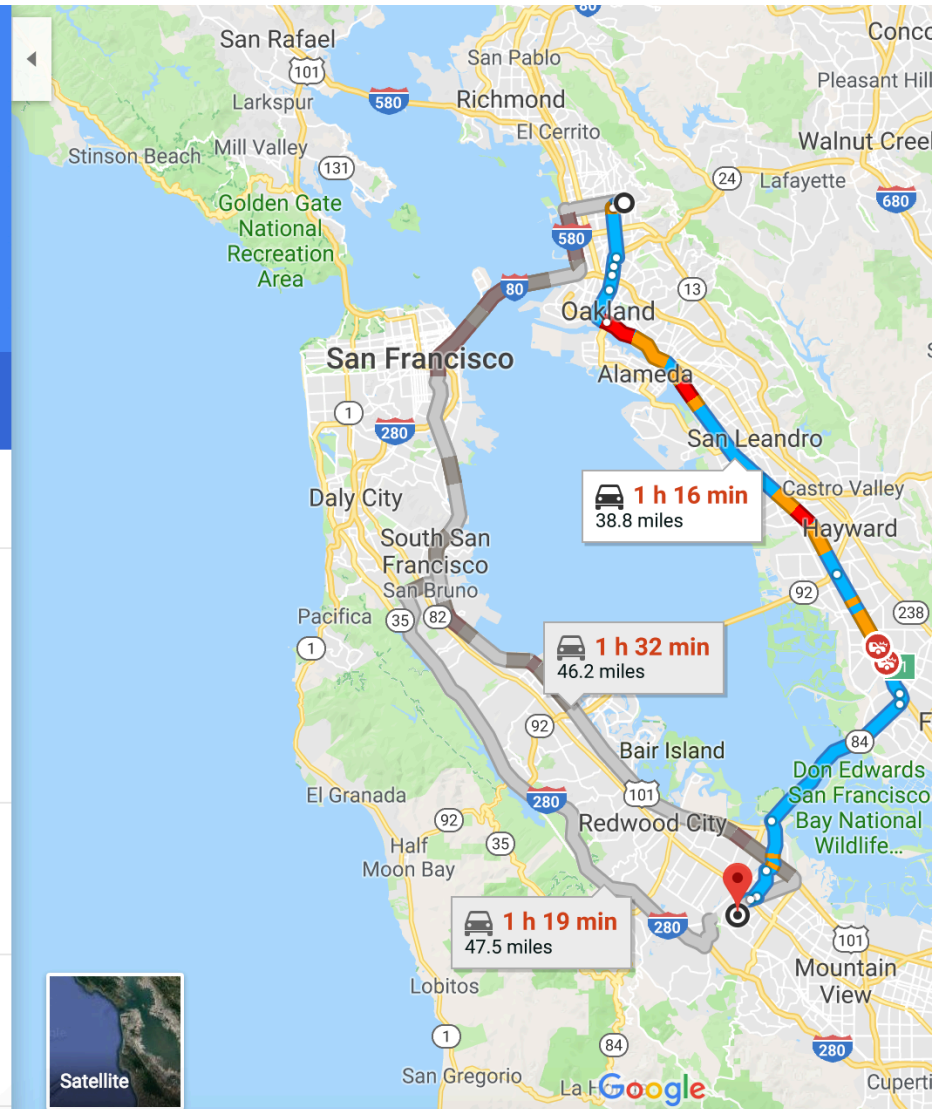 80
Conco
San Rafael
101
San Pablo
Pleasant Hill
Larkspur
580
Richmond
El Cerrito
Walnut Creek
Stinson Beach
Mill Valley
131
24
Lafayette
680
Golden Gate
National
Recreation
Area
580
80
13
Oakland
San Francisco
Alameda
1
280
San Leandro
1 h 16 min
38.8 miles
Castro Valley
Daly City
Hayward
South San
Francisco
San Bruno
92
238
Pacifica
35
82
1
1 h 32 min
46.2 miles
1
92
F
84
Bair Island
Don Edwards
San Francisco
Bay National
Wildlife...
El Granada
280
101
92
Redwood City
35
Half
Moon Bay
1 h 19 min
47.5 miles
280
101
Mountain
View
Lobitos
1
84
280
Satellite
San Gregorio
La H
Google
Cuperti